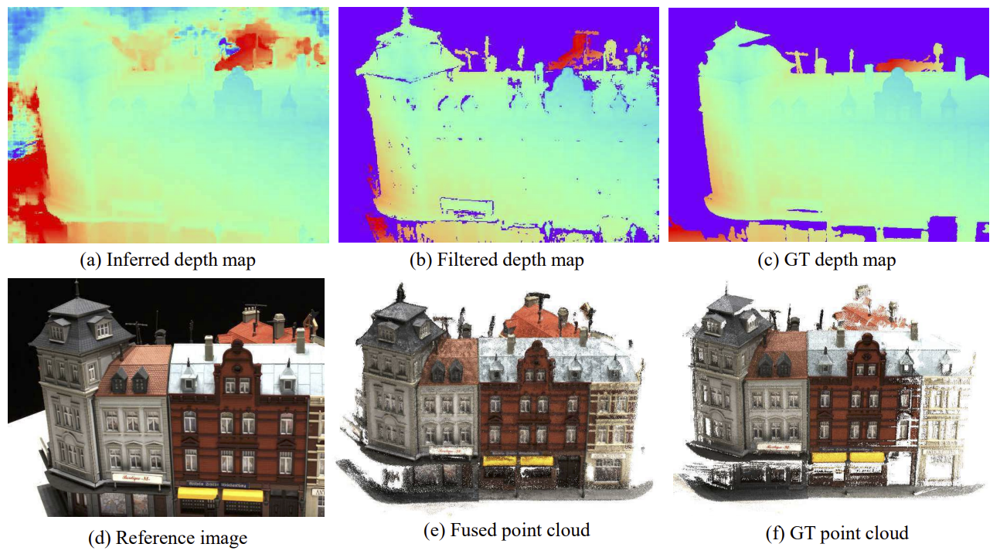 (a) Inferred depth map
(b) Filtered depth map
(c) GT depth map
(d) Reference image
(e) Fused point cloud
(f) GT point cloud